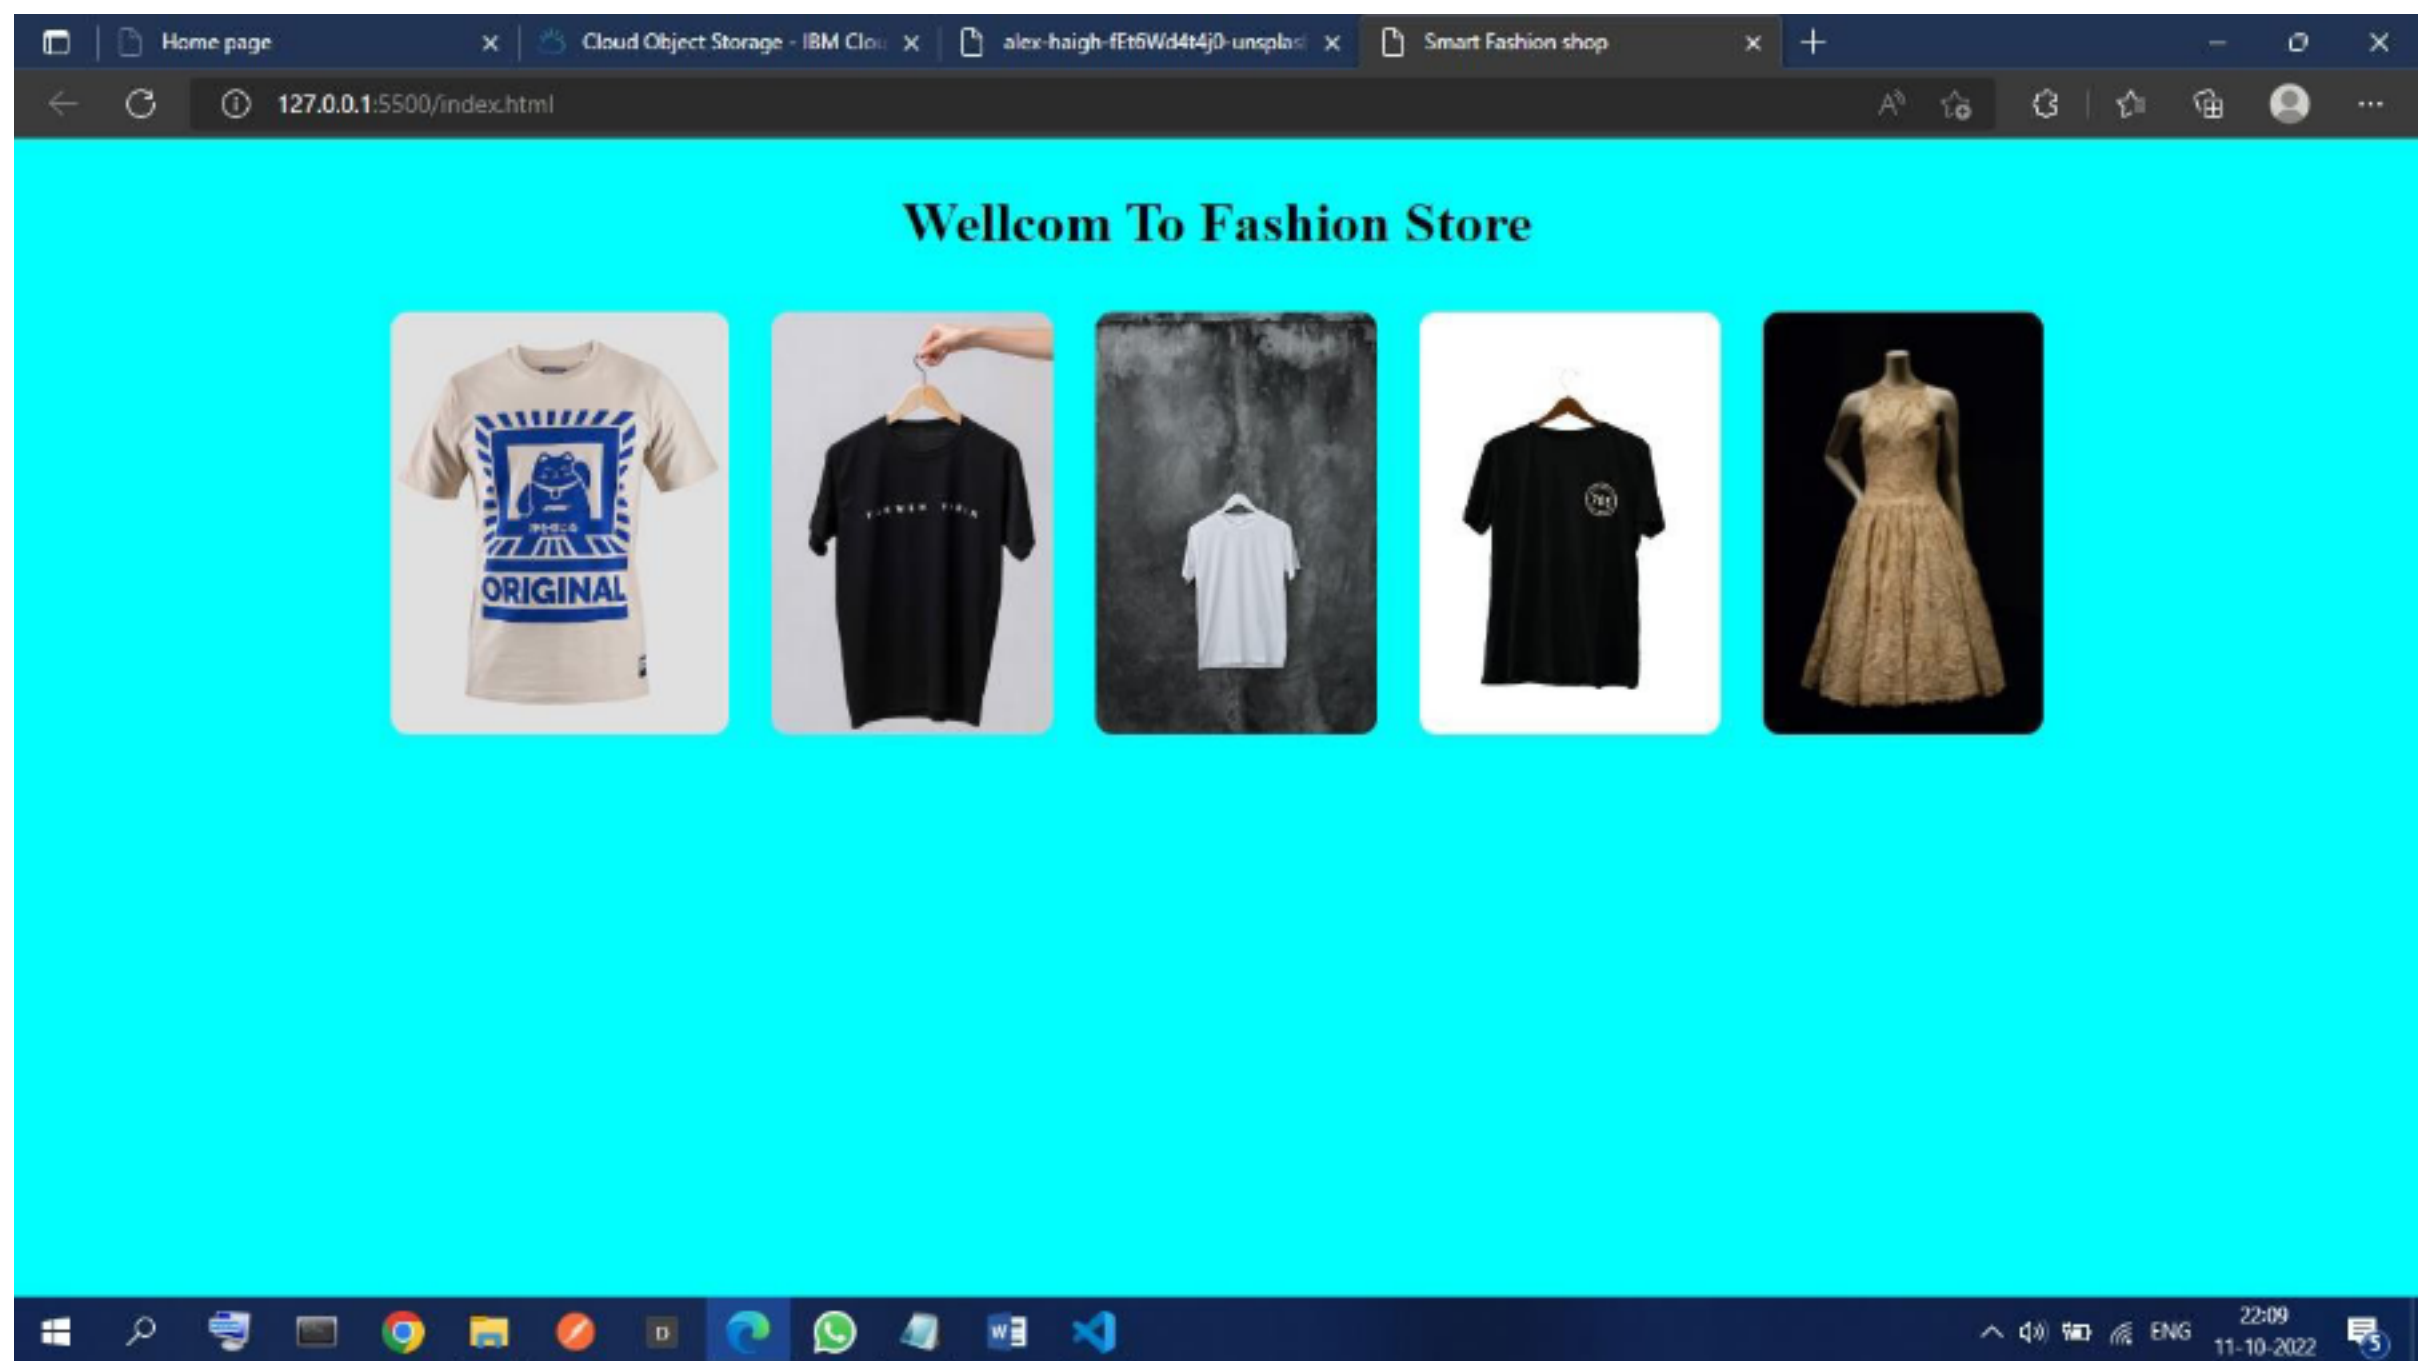 Home page
Cloud Object Storage - IBM Clou
alex-haigh-fEt6Wd4t4j0-unsplas
Smart Fashion shop
127.0.0.1:5500/index.html
Wellcom To Fashion Store
ORIGINAL
ENG
22:09
11-10-2022
5